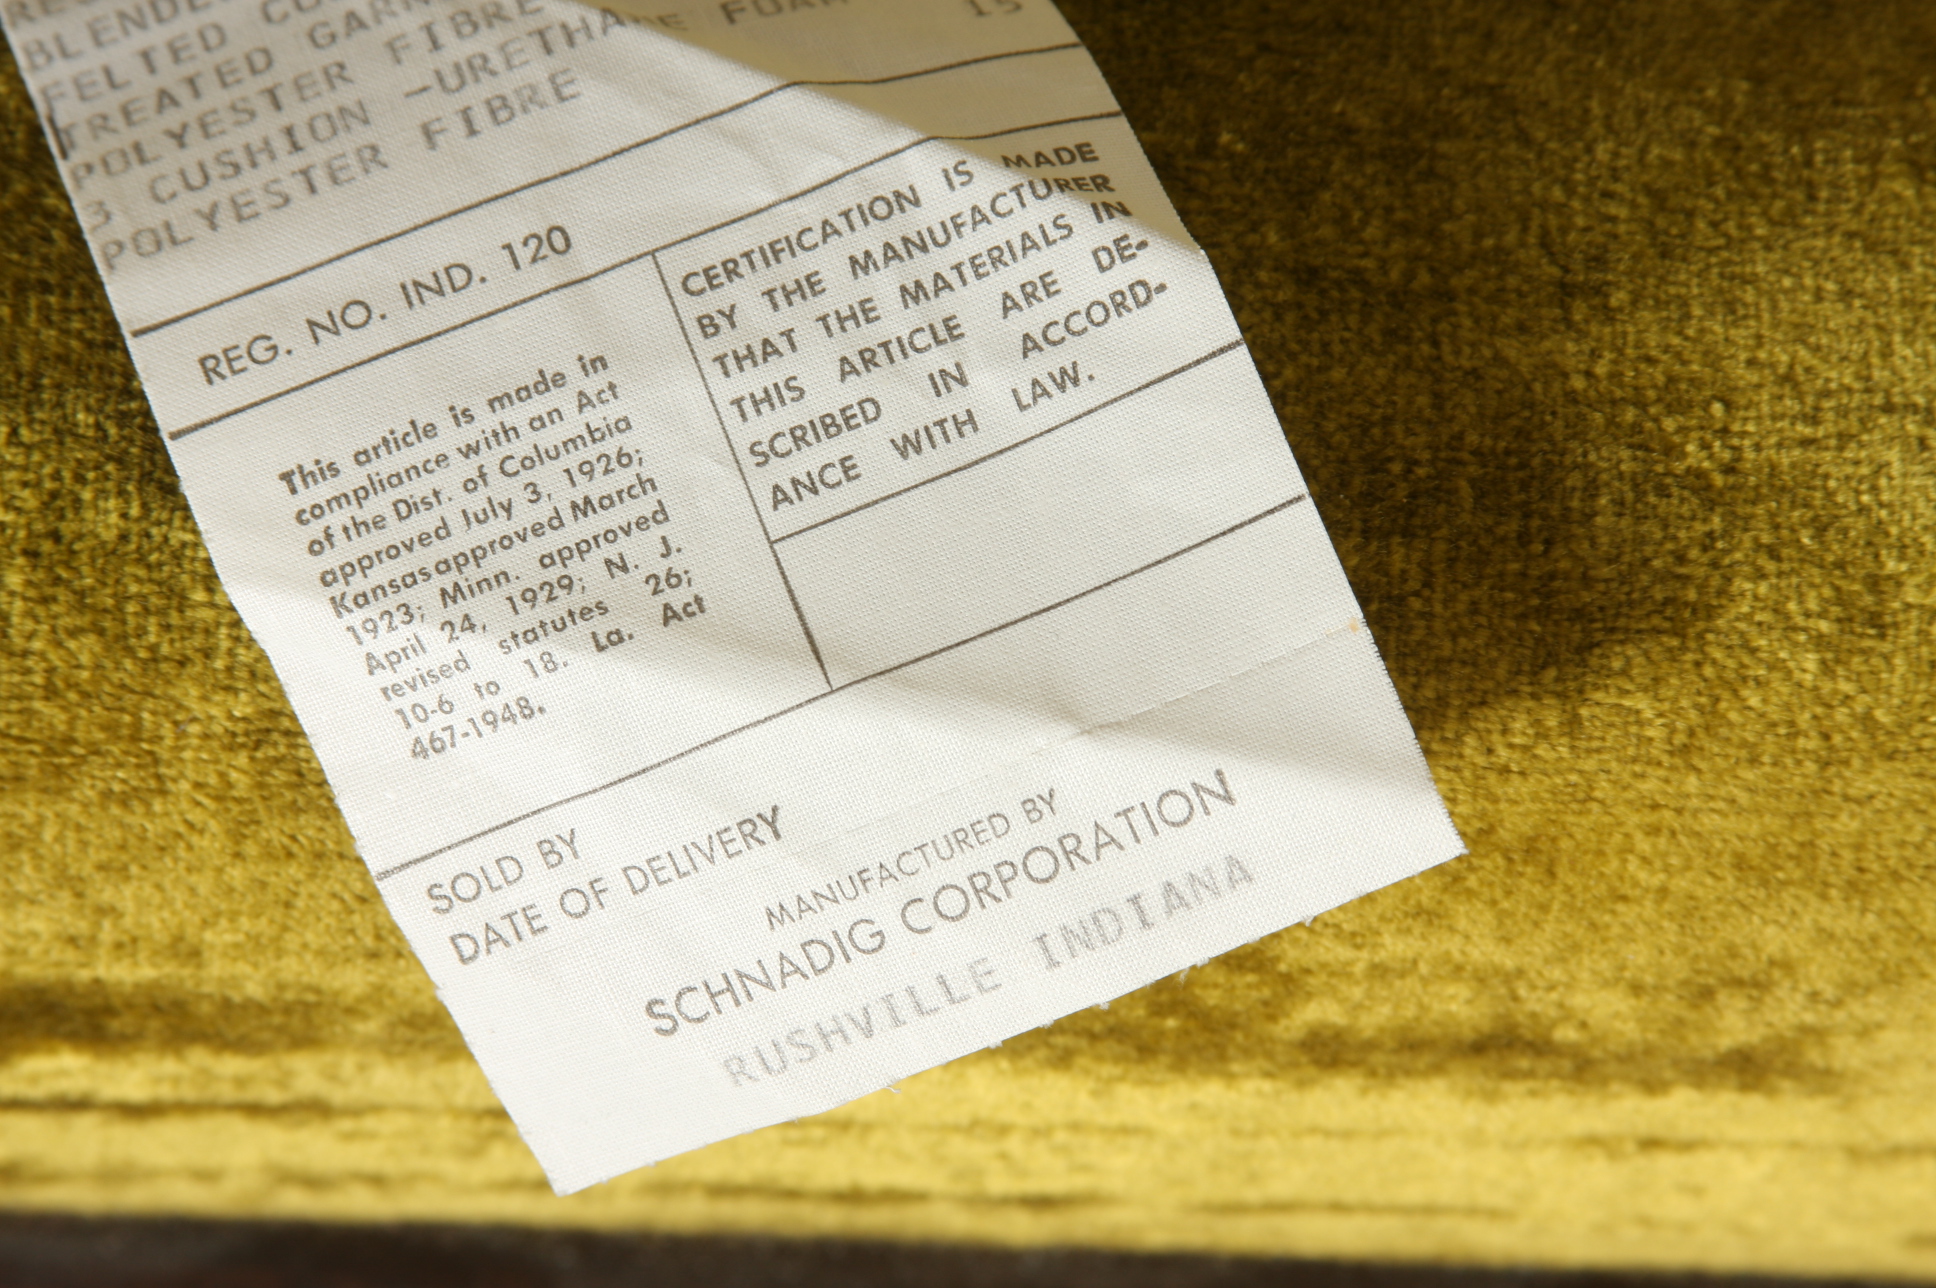 BLENDED
FELTED
TREATED
POLYESTER FIBRE
3 CUSHION -URETHANE FOAM 15
POLYESTER FIBRE
REG. NO. IND. 120
This article is made in
compliance with an Act
of the Dist. of Columbia
approved July 3, 1926;
Kansas approved March
1923; Minn. approved
April 24, 1929; N. J.
revised statutes 26;
10-6 to 18. La. Act
467-1948.
CERTIFICATION IS MADE
BY THE MANUFACTURER
THAT THE MATERIALS IN
THIS ARTICLE ARE DE-
SCRIBED IN ACCORD-
ANCE WITH LAW.
SOLD BY
DATE OF DELIVERY
MANUFACTURED BY
SCHNADIG CORPORATION
RUSHVILLE INDIANA